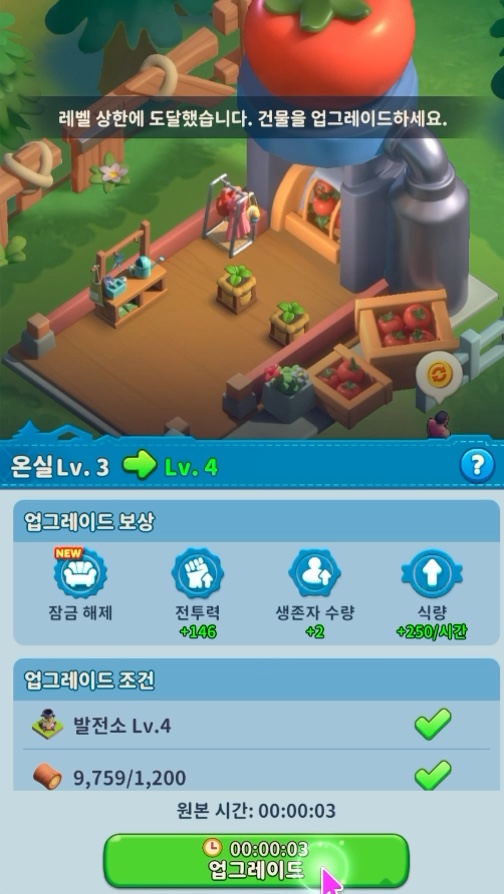 레벨 상한에 도달했습니다. 건물을 업그레이드하세요.
온실 Lv. 3 Lv. 4 ?
업그레이드 보상
NEW
잠금 해제 전투력 생존자 수량 식량
+146 +2 +250/시간
업그레이드 조건
발전소 Lv.4
9,759/1,200
원본 시간: 00:00:03
00:00:03
업그레이드